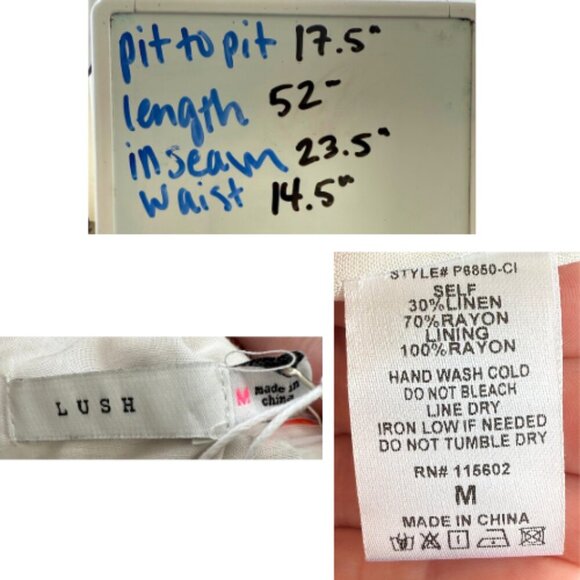 pit to pit 17.5"
length 52"
inseam 23.5"
waist 14.5"
LUSH
M made in
china
STYLE# P6850-CI
SELF
30%LINEN
70%RAYON
LINING
100%RAYON
HAND WASH COLD
DO NOT BLEACH
LINE DRY
IRON LOW IF NEEDED
DO NOT TUMBLE DRY
RN# 115602
M
MADE IN CHINA